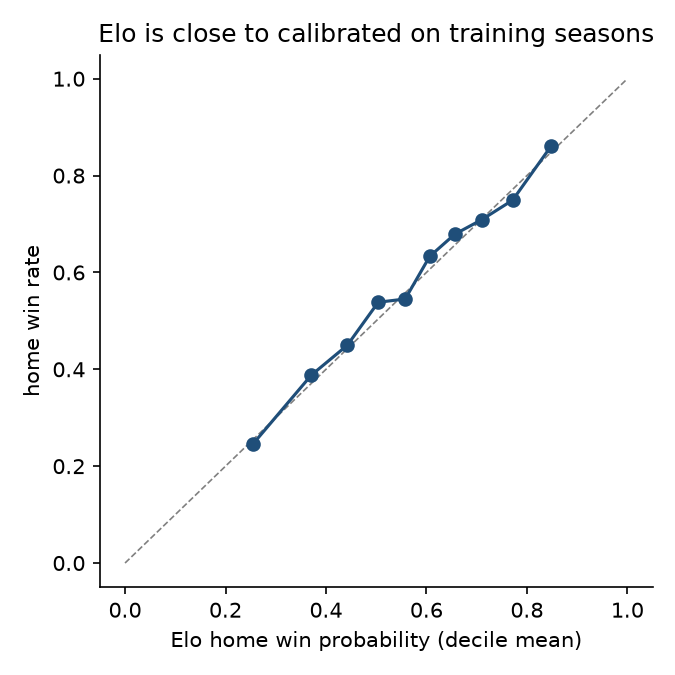 Elo is close to calibrated on training seasons
home win rate
1.0
0.8
0.6
0.4
0.2
0.0
0.0 0.2 0.4 0.6 0.8 1.0
Elo home win probability (decile mean)